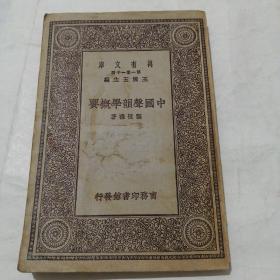 庫文有萬
種千一集一第
編主五雲王
要概學韻聲國中
著雄世張
行發館書印務商